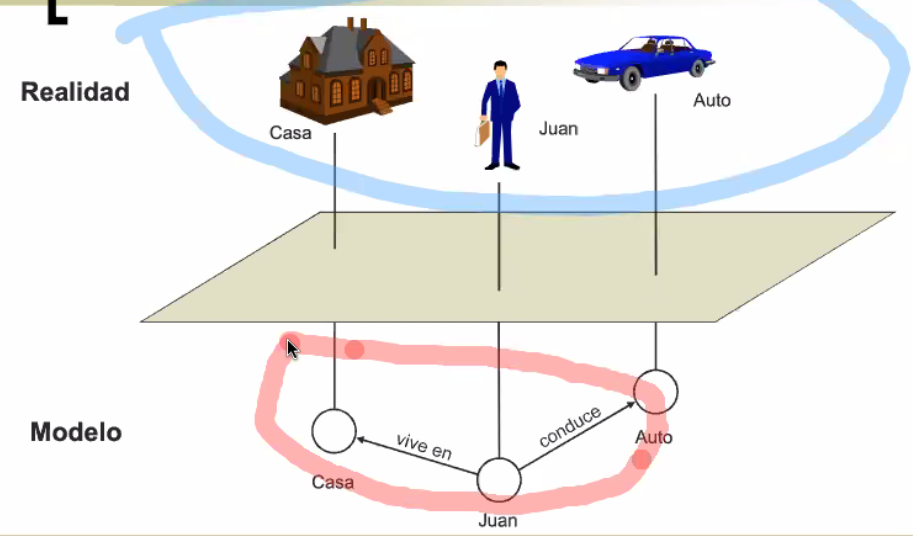 Realidad
Casa
Juan
Auto
Modelo
vive en
conduce
Casa
Juan
Auto